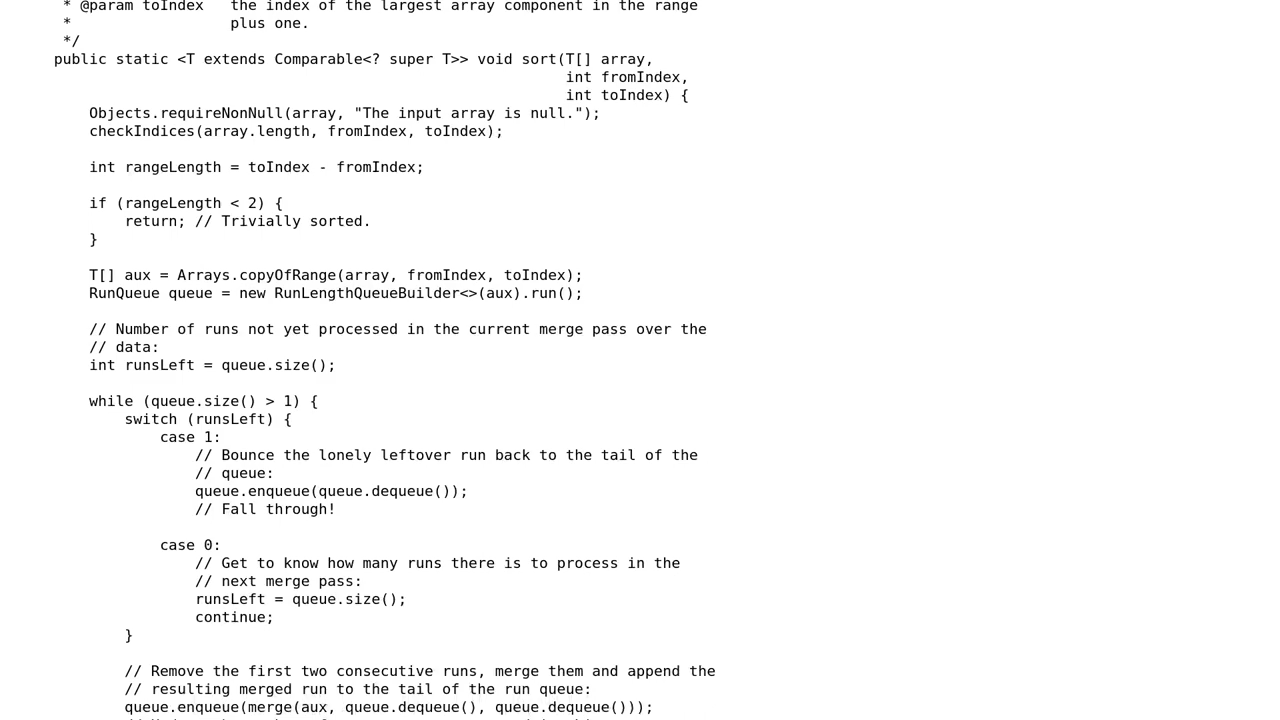 * @param toIndex   the index of the largest array component in the range
     *                  plus one.
     */
    public static <T extends Comparable<? super T>> void sort(T[] array,
                                                              int fromIndex,
                                                              int toIndex) {
        Objects.requireNonNull(array, "The input array is null.");
        checkIndices(array.length, fromIndex, toIndex);

        int rangeLength = toIndex - fromIndex;

        if (rangeLength < 2) {
            return; // Trivially sorted.
        }

        T[] aux = Arrays.copyOfRange(array, fromIndex, toIndex);
        RunQueue queue = new RunLengthQueueBuilder<>(aux).run();

        // Number of runs not yet processed in the current merge pass over the
        // data:
        int runsLeft = queue.size();

        while (queue.size() > 1) {
            switch (runsLeft) {
                case 1:
                    // Bounce the lonely leftover run back to the tail of the
                    // queue:
                    queue.enqueue(queue.dequeue());
                    // Fall through!

                case 0:
                    // Get to know how many runs there is to process in the
                    // next merge pass:
                    runsLeft = queue.size();
                    continue;
            }

            // Remove the first two consecutive runs, merge them and append the
            // resulting merged run to the tail of the run queue:
            queue.enqueue(merge(aux, queue.dequeue(), queue.dequeue()));